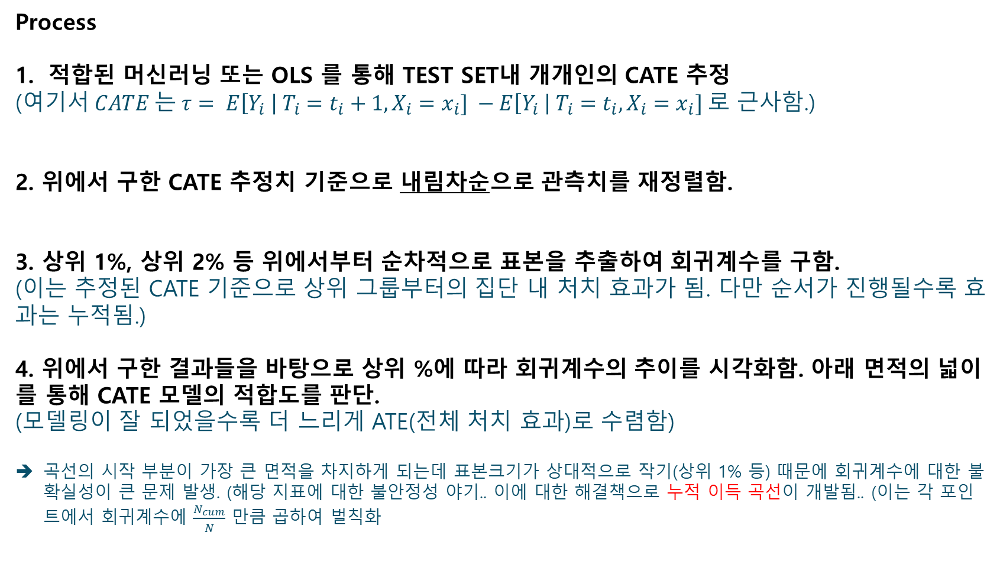 Process
1. 적합된 머신러닝 또는 OLS 를 통해 TEST SET내 개개인의 CATE 추정
(여기서 CATE 는 τ = E[Yᵢ | Tᵢ = tᵢ + 1, Xᵢ = xᵢ] − E[Yᵢ | Tᵢ = tᵢ, Xᵢ = xᵢ] 로 근사함.)
2. 위에서 구한 CATE 추정치 기준으로 내림차순으로 관측치를 재정렬함.
3. 상위 1%, 상위 2% 등 위에서부터 순차적으로 표본을 추출하여 회귀계수를 구함.
(이는 추정된 CATE 기준으로 상위 그룹부터의 집단 내 처치 효과가 됨. 다만 순서가 진행될수록 효
과는 누적됨.)
4. 위에서 구한 결과들을 바탕으로 상위 %에 따라 회귀계수의 추이를 시각화함. 아래 면적의 넓이
를 통해 CATE 모델의 적합도를 판단.
(모델링이 잘 되었을수록 더 느리게 ATE(전체 처치 효과)로 수렴함)
➔ 곡선의 시작 부분이 가장 큰 면적을 차지하게 되는데 표본크기가 상대적으로 작기(상위 1% 등) 때문에 회귀계수에 대한 불
확실성이 큰 문제 발생. (해당 지표에 대한 불안정성 야기.. 이에 대한 해결책으로 누적 이득 곡선이 개발됨.. (이는 각 포인
트에서 회귀계수에 N_cum/N 만큼 곱하여 벌칙화